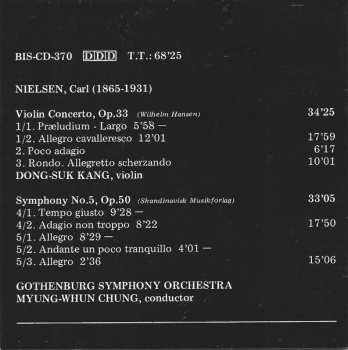 BIS-CD-370 DDD T.T.: 68'25
NIELSEN, Carl (1865-1931)
Violin Concerto, Op.33 (Wilhelm Hansen) 34'25
1/1. Præludium - Largo 5'58 —
1/2. Allegro cavalleresco 12'01 17'59
2. Poco adagio 6'17
3. Rondo. Allegretto scherzando 10'01
DONG-SUK KANG, violin
Symphony No.5, Op.50 (Skandinavisk Musikforlag) 33'05
4/1. Tempo giusto 9'28 —
4/2. Adagio non troppo 8'22 17'50
5/1. Allegro 8'29 —
5/2. Andante un poco tranquillo 4'01 —
5/3. Allegro 2'36 15'06
GOTHENBURG SYMPHONY ORCHESTRA
MYUNG-WHUN CHUNG, conductor